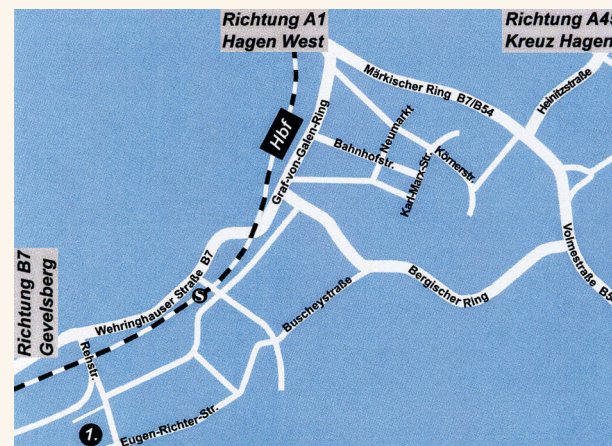 Richtung A1
Hagen West
Richtung A45
Kreuz Hagen
Märkischer Ring B7/B54
Heinitzstraße
Hbf
Graf-von-Galen-Ring
Neumarkt
Bahnhofstr.
Körnerstr.
Karl-Marx-Str.
Volmestraße B54
Bergischer Ring
Wehringhauser Straße B7
Richtung B7
Gevelsberg
S
Buscheystraße
Rehstr.
1.
Eugen-Richter-Str.